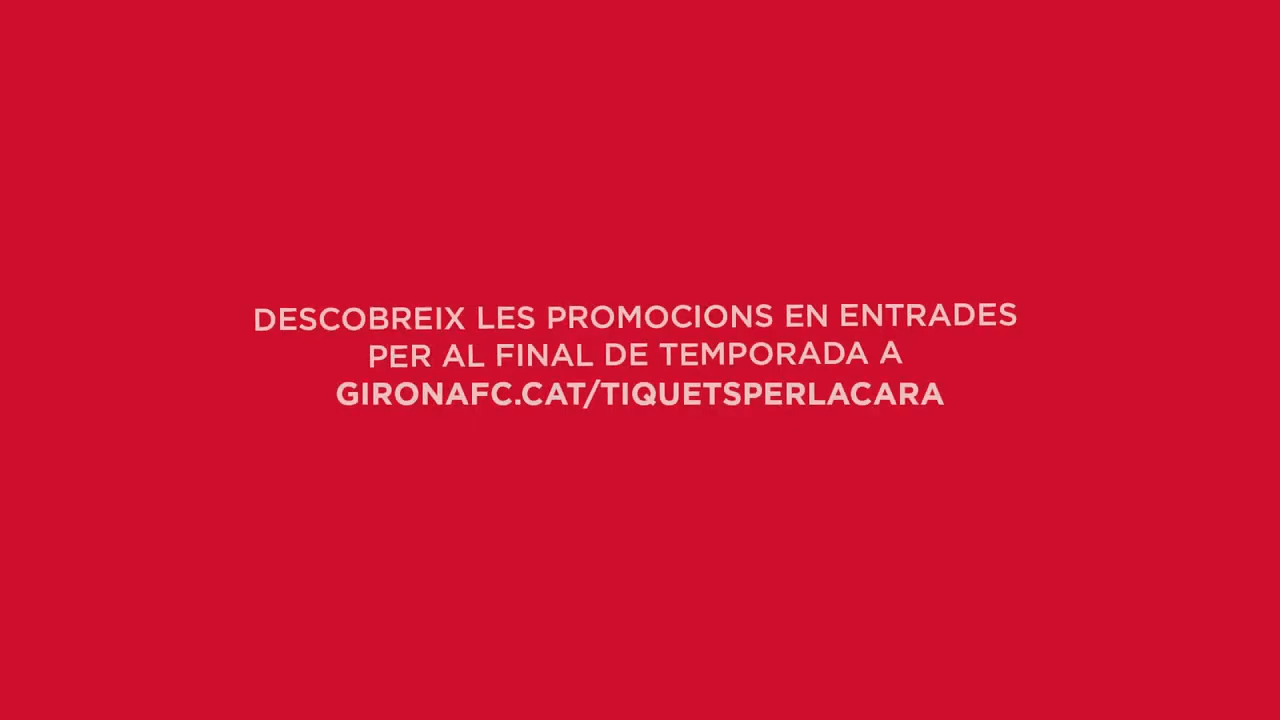 DESCOBREIX LES PROMOCIONS EN ENTRADES
PER AL FINAL DE TEMPORADA A
GIRONAFC.CAT/TIQUETSPERLACARA